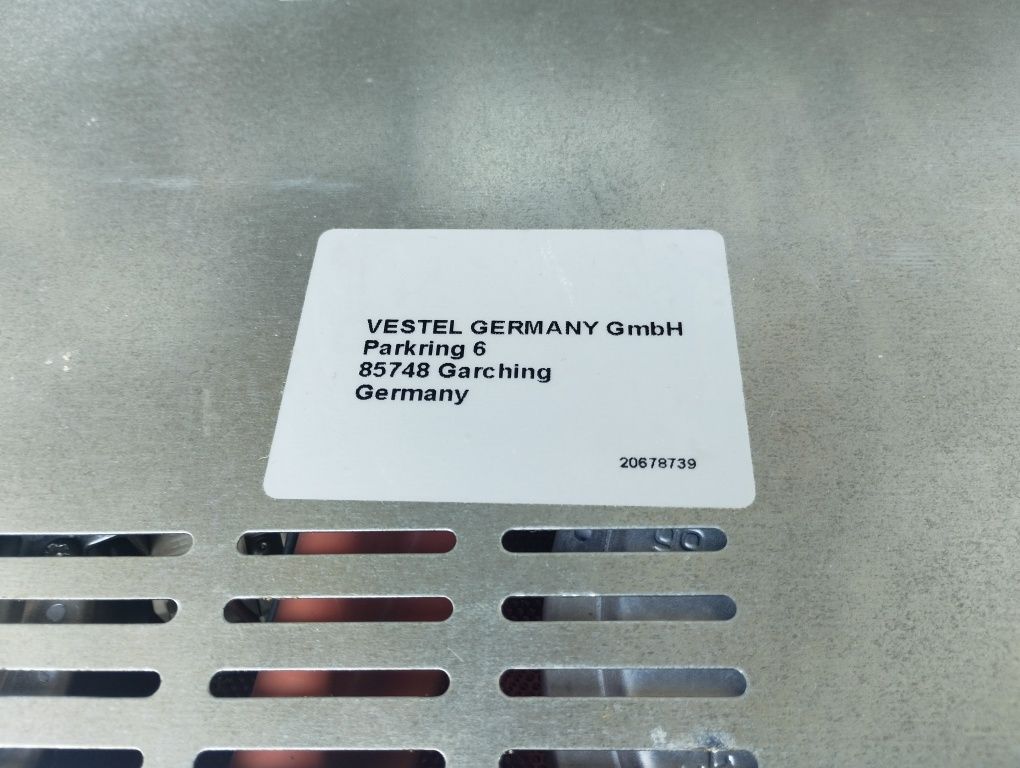 VESTEL GERMANY GmbH
Parkring 6
85748 Garching
Germany
20678739